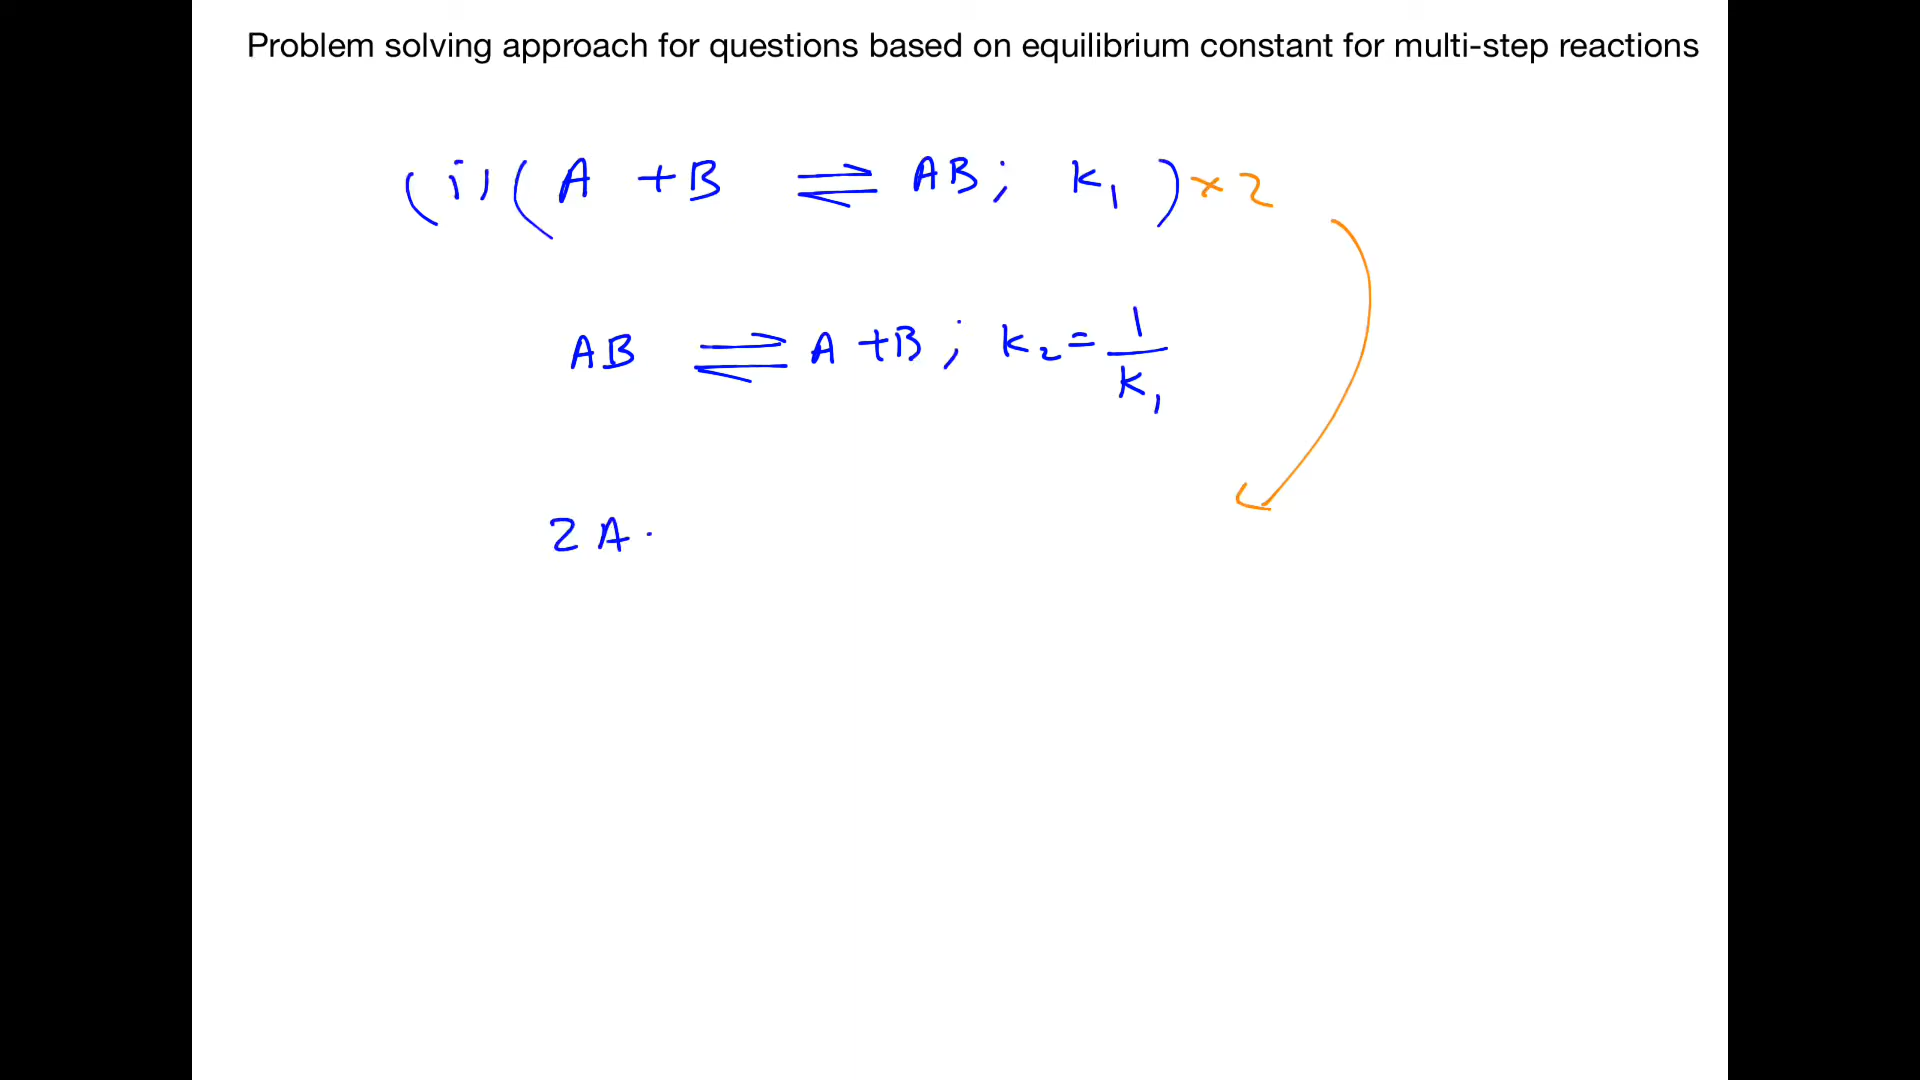 Problem solving approach for questions based on equilibrium constant for multi-step reactions
(i) (A + B ⇌ AB; K₁) × 2
AB ⇌ A + B; K₂ = 1/K₁
2A ·